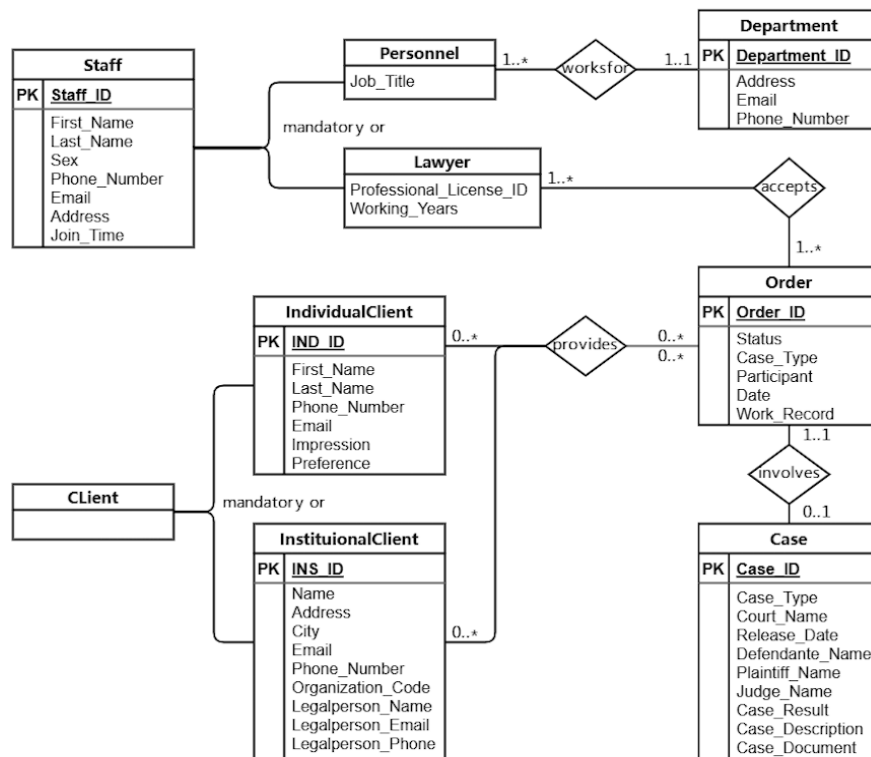 Staff
PK Staff_ID
First_Name
Last_Name
Sex
Phone_Number
Email
Address
Join_Time
mandatory or
Personnel
Job_Title
1..*
worksfor
1..1
Department
PK Department_ID
Address
Email
Phone_Number
Lawyer
Professional_License_ID
Working_Years
1..*
accepts
1..*
Order
PK Order_ID
Status
Case_Type
Participant
Date
Work_Record
IndividualClient
PK IND_ID
First_Name
Last_Name
Phone_Number
Email
Impression
Preference
0..*
provides
0..*
0..*
1..1
involves
0..1
CLient
mandatory or
InstituionalClient
PK INS_ID
Name
Address
City
Email
Phone_Number
Organization_Code
Legalperson_Name
Legalperson_Email
Legalperson_Phone
0..*
Case
PK Case_ID
Case_Type
Court_Name
Release_Date
Defendante_Name
Plaintiff_Name
Judge_Name
Case_Result
Case_Description
Case_Document